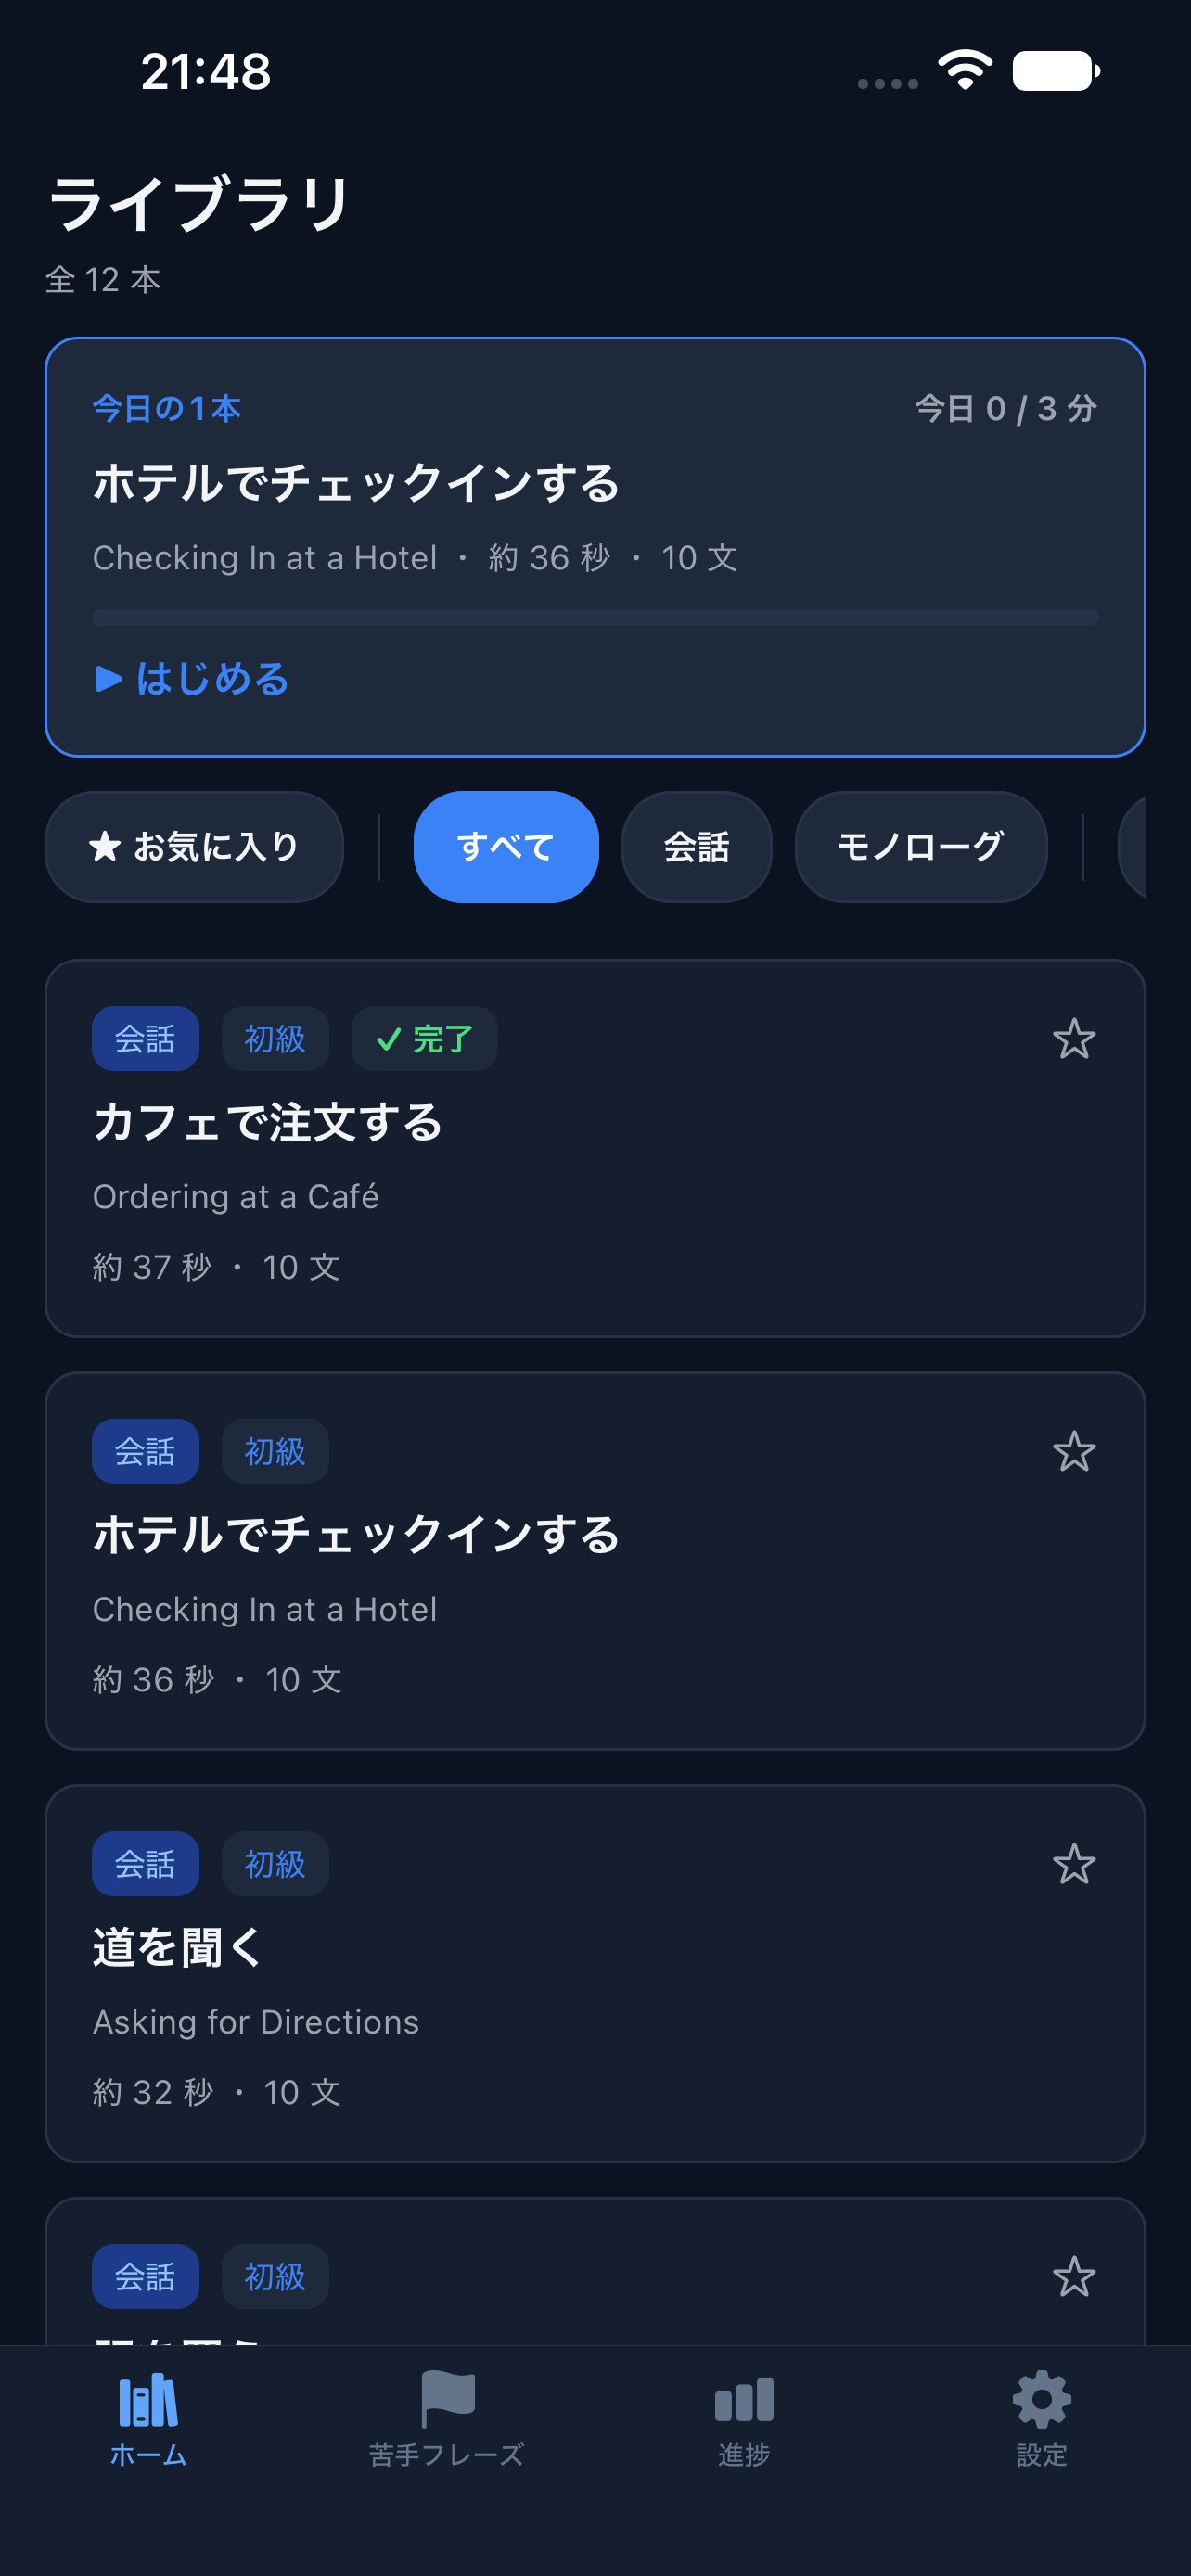 21:48
ライブラリ
全 12 本
今日の1本
今日 0 / 3 分
ホテルでチェックインする
Checking In at a Hotel ・ 約 36 秒 ・ 10 文
はじめる
★ お気に入り
すべて
会話
モノローグ
会話
初級
✓ 完了
カフェで注文する
Ordering at a Café
約 37 秒 ・ 10 文
会話
初級
ホテルでチェックインする
Checking In at a Hotel
約 36 秒 ・ 10 文
会話
初級
道を聞く
Asking for Directions
約 32 秒 ・ 10 文
会話
初級
ホーム
苦手フレーズ
進捗
設定